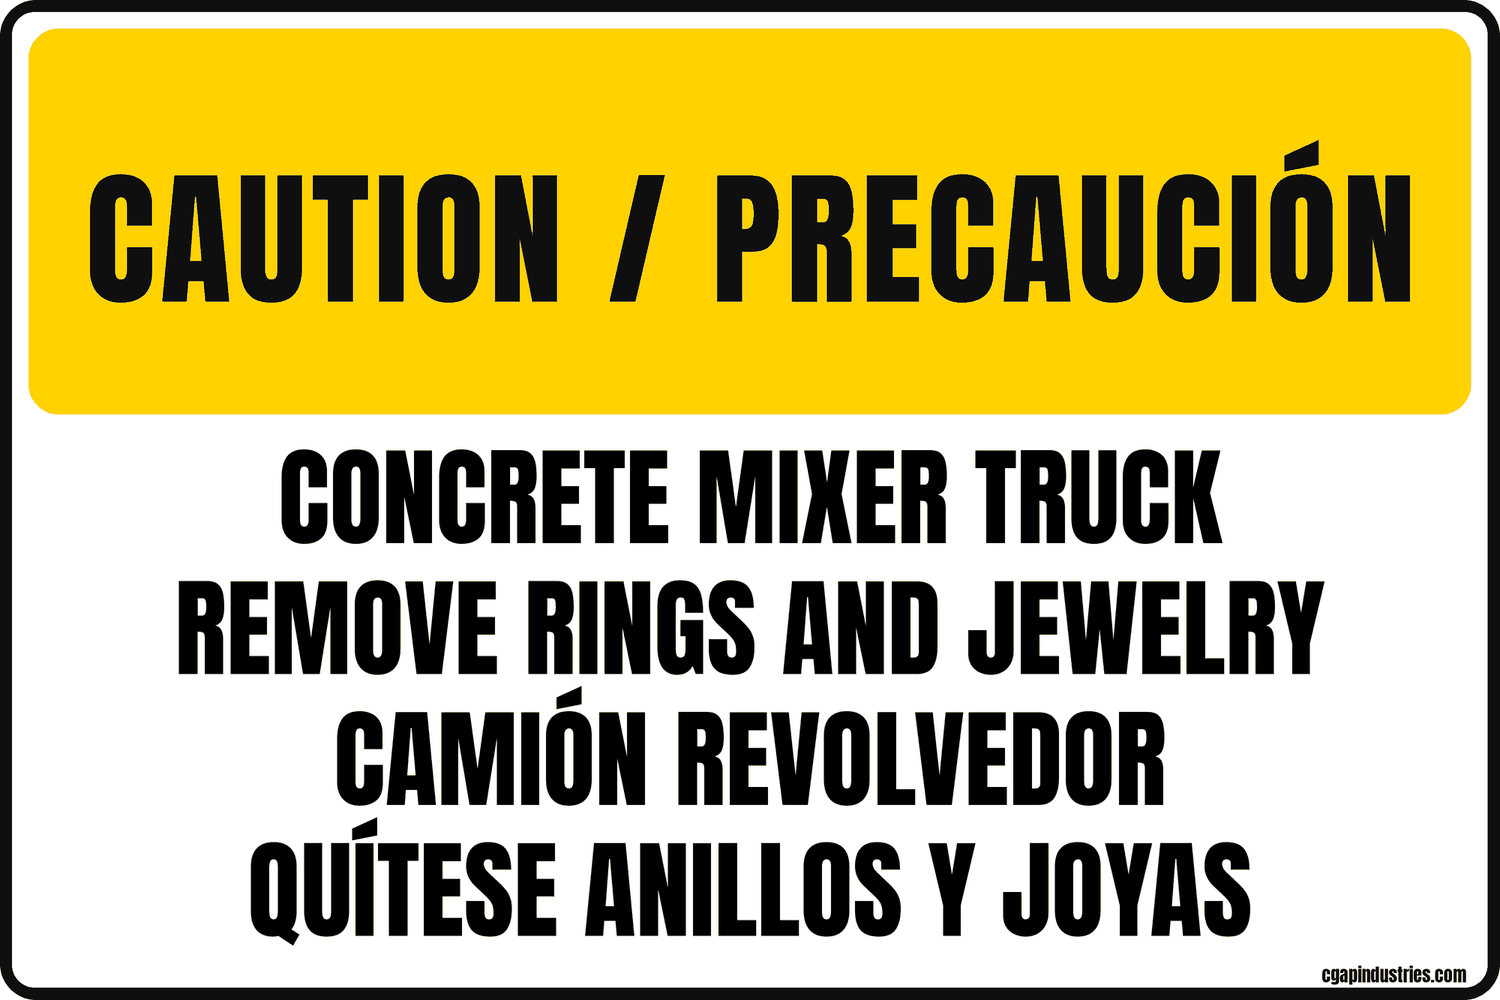 CAUTION / PRECAUCIÓN
CONCRETE MIXER TRUCK
REMOVE RINGS AND JEWELRY
CAMIÓN REVOLVEDOR
QUÍTESE ANILLOS Y JOYAS
cgapindustries.com